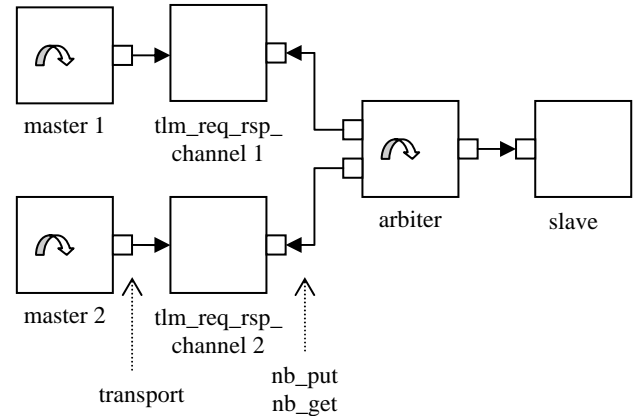 master 1
tlm_req_rsp_
channel 1
arbiter
slave
master 2
tlm_req_rsp_
channel 2
transport
nb_put
nb_get